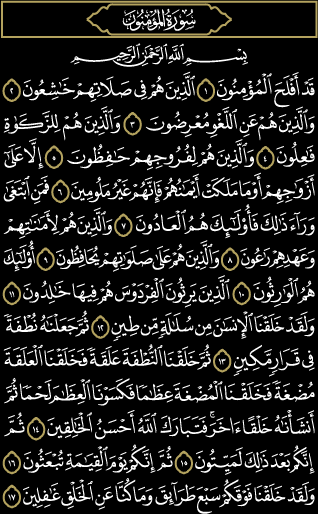 سُورَةُ المُؤْمِنُون
بِسْمِ اللَّهِ الرَّحْمَٰنِ الرَّحِيمِ
قَدْ أَفْلَحَ الْمُؤْمِنُونَ ١ الَّذِينَ هُمْ فِي صَلَاتِهِمْ خَاشِعُونَ ٢
وَالَّذِينَ هُمْ عَنِ اللَّغْوِ مُعْرِضُونَ ٣ وَالَّذِينَ هُمْ لِلزَّكَوٰةِ
فَاعِلُونَ ٤ وَالَّذِينَ هُمْ لِفُرُوجِهِمْ حَافِظُونَ ٥ إِلَّا عَلَىٰ
أَزْوَاجِهِمْ أَوْ مَا مَلَكَتْ أَيْمَانُهُمْ فَإِنَّهُمْ غَيْرُ مَلُومِينَ ٦ فَمَنِ ابْتَغَىٰ
وَرَاءَ ذَٰلِكَ فَأُولَٰئِكَ هُمُ الْعَادُونَ ٧ وَالَّذِينَ هُمْ لِأَمَانَاتِهِمْ
وَعَهْدِهِمْ رَاعُونَ ٨ وَالَّذِينَ هُمْ عَلَىٰ صَلَوَاتِهِمْ يُحَافِظُونَ ٩ أُولَٰئِكَ
هُمُ الْوَارِثُونَ ١٠ الَّذِينَ يَرِثُونَ الْفِرْدَوْسَ هُمْ فِيهَا خَالِدُونَ ١١
وَلَقَدْ خَلَقْنَا الْإِنسَانَ مِن سُلَالَةٍ مِّن طِينٍ ١٢ ثُمَّ جَعَلْنَاهُ نُطْفَةً
فِي قَرَارٍ مَّكِينٍ ١٣ ثُمَّ خَلَقْنَا النُّطْفَةَ عَلَقَةً فَخَلَقْنَا الْعَلَقَةَ
مُضْغَةً فَخَلَقْنَا الْمُضْغَةَ عِظَامًا فَكَسَوْنَا الْعِظَامَ لَحْمًا ثُمَّ
أَنشَأْنَاهُ خَلْقًا آخَرَ ۚ فَتَبَارَكَ اللَّهُ أَحْسَنُ الْخَالِقِينَ ١٤ ثُمَّ
إِنَّكُم بَعْدَ ذَٰلِكَ لَمَيِّتُونَ ١٥ ثُمَّ إِنَّكُمْ يَوْمَ الْقِيَامَةِ تُبْعَثُونَ ١٦
وَلَقَدْ خَلَقْنَا فَوْقَكُمْ سَبْعَ طَرَائِقَ وَمَا كُنَّا عَنِ الْخَلْقِ غَافِلِينَ ١٧